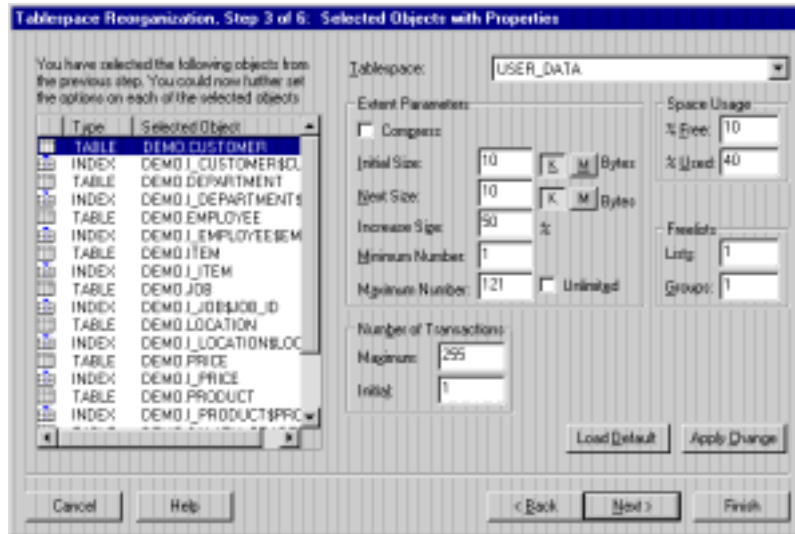 Tablespace Reorganization, Step 3 of 6: Selected Objects with Properties
You have selected the following objects from
the previous step. You could now further set
the options on each of the selected objects
Type Selected Object
TABLE DEMO.CUSTOMER
INDEX DEMO.I_CUSTOMER$CU
TABLE DEMO.DEPARTMENT
INDEX DEMO.I_DEPARTMENT$
TABLE DEMO.EMPLOYEE
INDEX DEMO.I_EMPLOYEE$EM
TABLE DEMO.ITEM
INDEX DEMO.I_ITEM
TABLE DEMO.JOB
INDEX DEMO.I_JOB$JOB_ID
TABLE DEMO.LOCATION
INDEX DEMO.I_LOCATION$LOC
TABLE DEMO.PRICE
INDEX DEMO.I_PRICE
TABLE DEMO.PRODUCT
INDEX DEMO.I_PRODUCT$PRO
Tablespace: USER_DATA
Extent Parameters
Compress
Initial Size: 10 K M Bytes
Next Size: 10 K M Bytes
Increase Size: 50 %
Minimum Number: 1
Maximum Number: 121 Unlimited
Space Usage
% Free: 10
% Used: 40
Freelists
Lists: 1
Groups: 1
Number of Transactions
Maximum: 255
Initial: 1
Load Default Apply Change
Cancel Help < Back Next > Finish